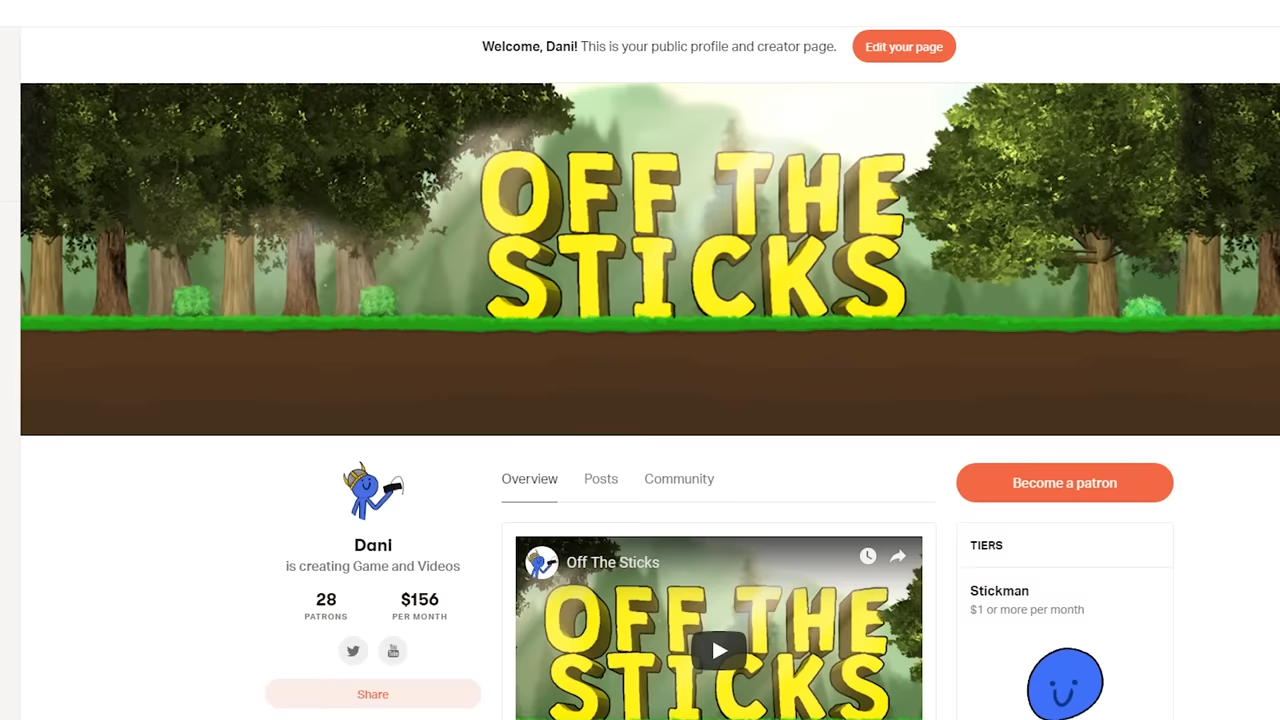 Welcome, Dani! This is your public profile and creator page.
Edit your page
OFF THE
STICKS
Overview
Posts
Community
Become a patron
Dani
is creating Game and Videos
28
PATRONS
$156
PER MONTH
Share
Off The Sticks
OFF THE
STICKS
TIERS
Stickman
$1 or more per month